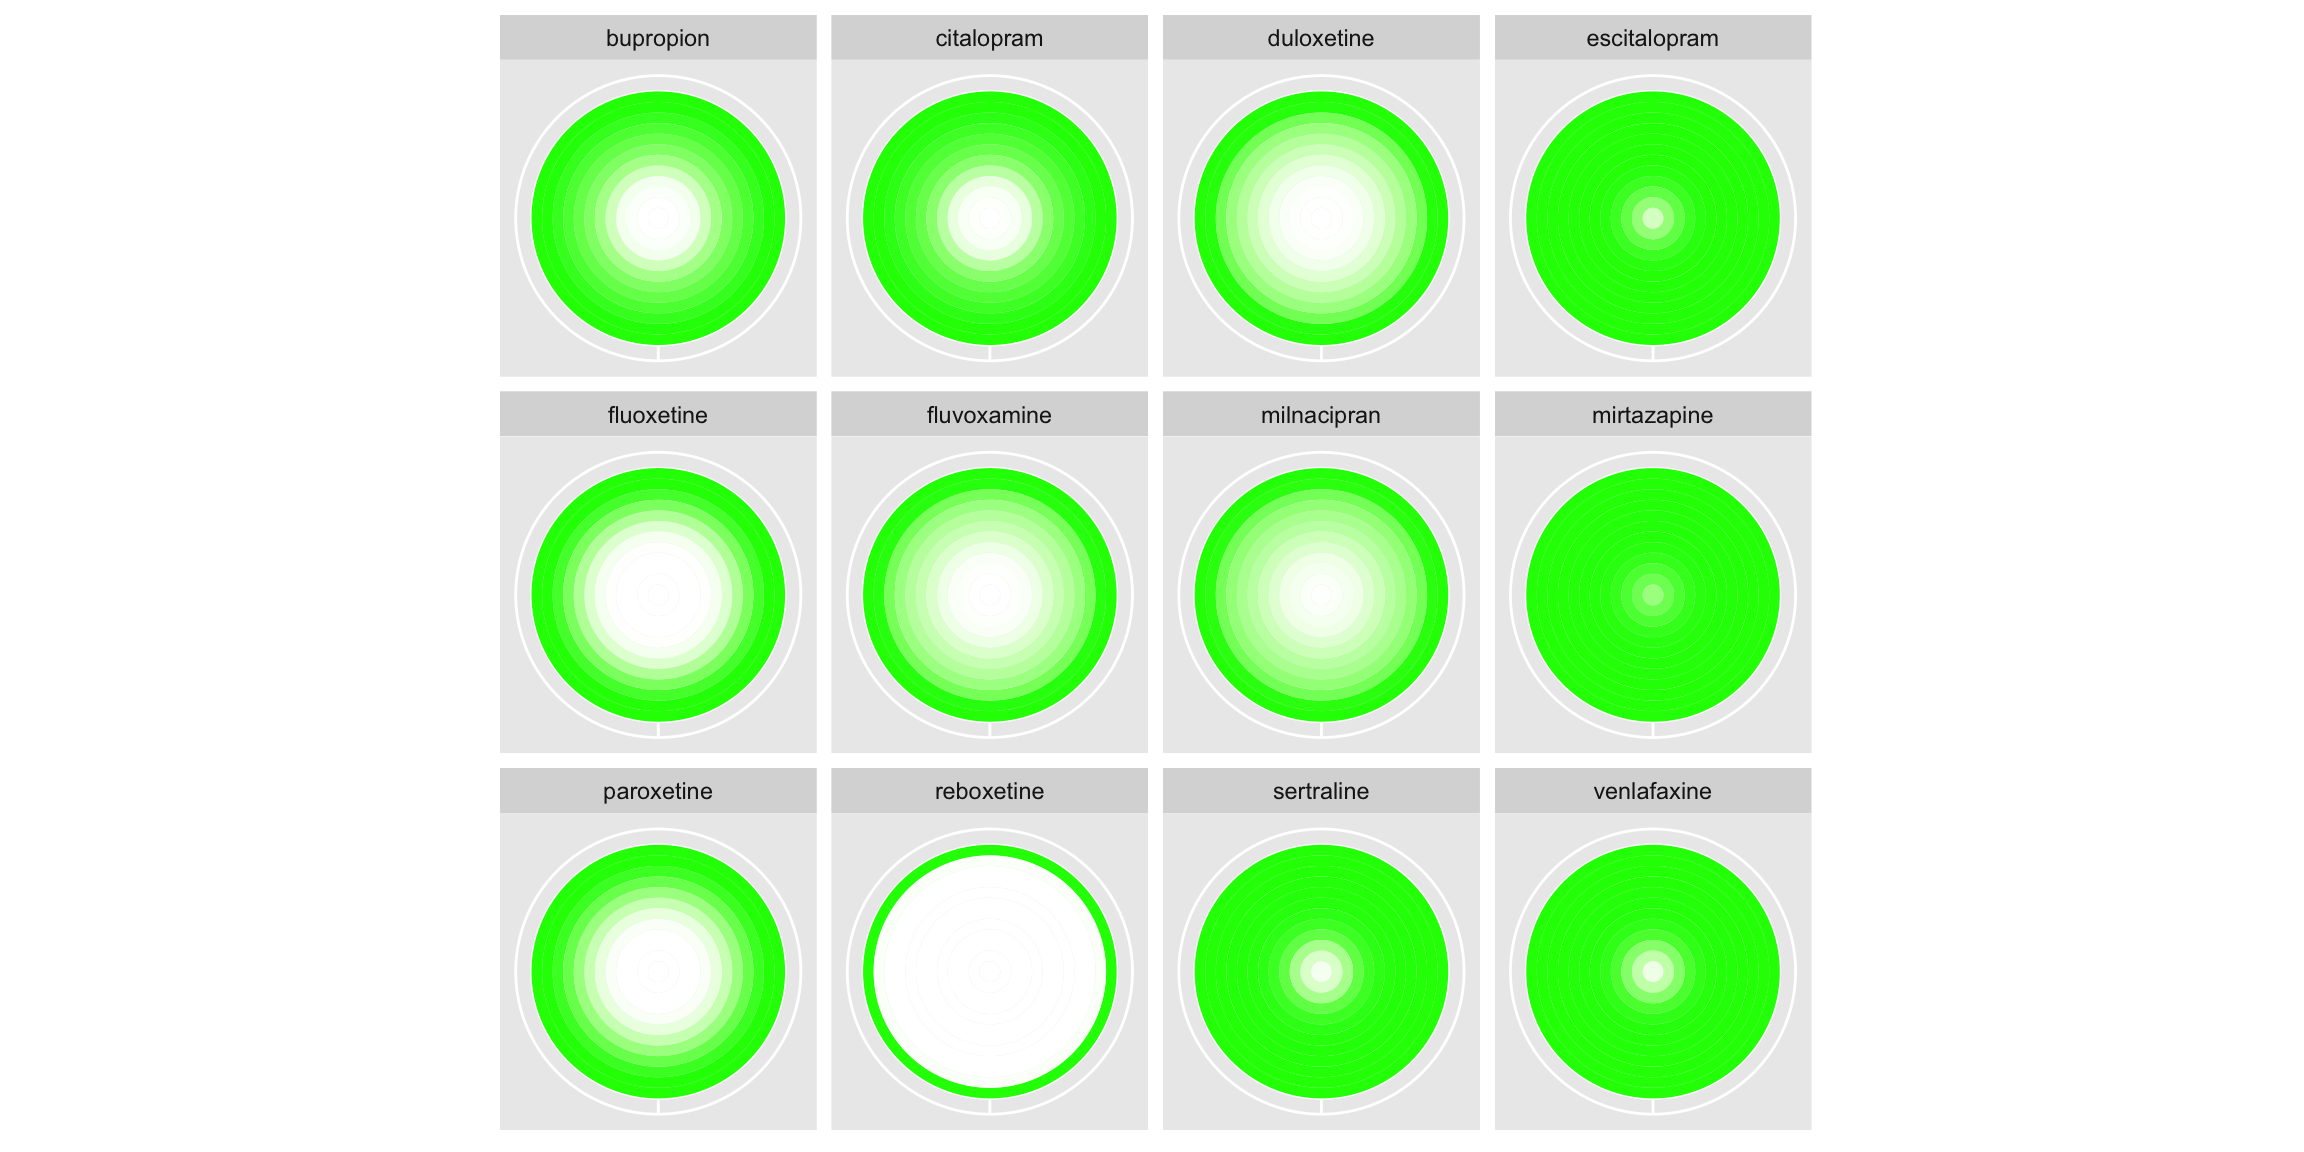 bupropion
citalopram
duloxetine
escitalopram
fluoxetine
fluvoxamine
milnacipran
mirtazapine
paroxetine
reboxetine
sertraline
venlafaxine